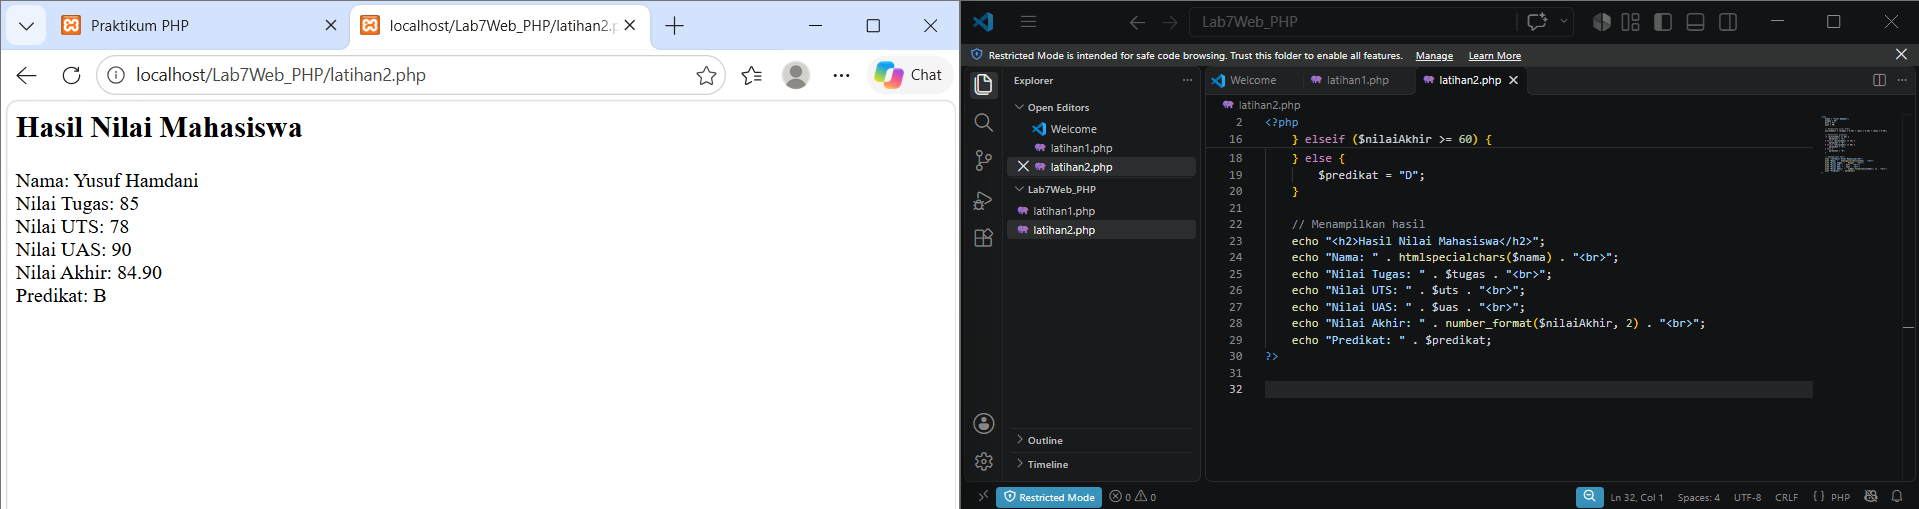 Praktikum PHP
localhost/Lab7Web_PHP/latihan2.p
localhost/Lab7Web_PHP/latihan2.php
Chat
Hasil Nilai Mahasiswa
Nama: Yusuf Hamdani
Nilai Tugas: 85
Nilai UTS: 78
Nilai UAS: 90
Nilai Akhir: 84.90
Predikat: B
Lab7Web_PHP
Restricted Mode is intended for safe code browsing. Trust this folder to enable all features. Manage Learn More
Explorer
Open Editors
Welcome
latihan1.php
latihan2.php
Lab7Web_PHP
latihan1.php
latihan2.php
Outline
Timeline
Welcome latihan1.php latihan2.php
latihan2.php
2 <?php
16 } elseif ($nilaiAkhir >= 60) {
18 } else {
19 $predikat = "D";
20 }
21
22 // Menampilkan hasil
23 echo "<h2>Hasil Nilai Mahasiswa</h2>";
24 echo "Nama: " . htmlspecialchars($nama) . "<br>";
25 echo "Nilai Tugas: " . $tugas . "<br>";
26 echo "Nilai UTS: " . $uts . "<br>";
27 echo "Nilai UAS: " . $uas . "<br>";
28 echo "Nilai Akhir: " . number_format($nilaiAkhir, 2) . "<br>";
29 echo "Predikat: " . $predikat;
30 ?>
31
32
Restricted Mode 0 0 Ln 32, Col 1 Spaces: 4 UTF-8 CRLF { } PHP